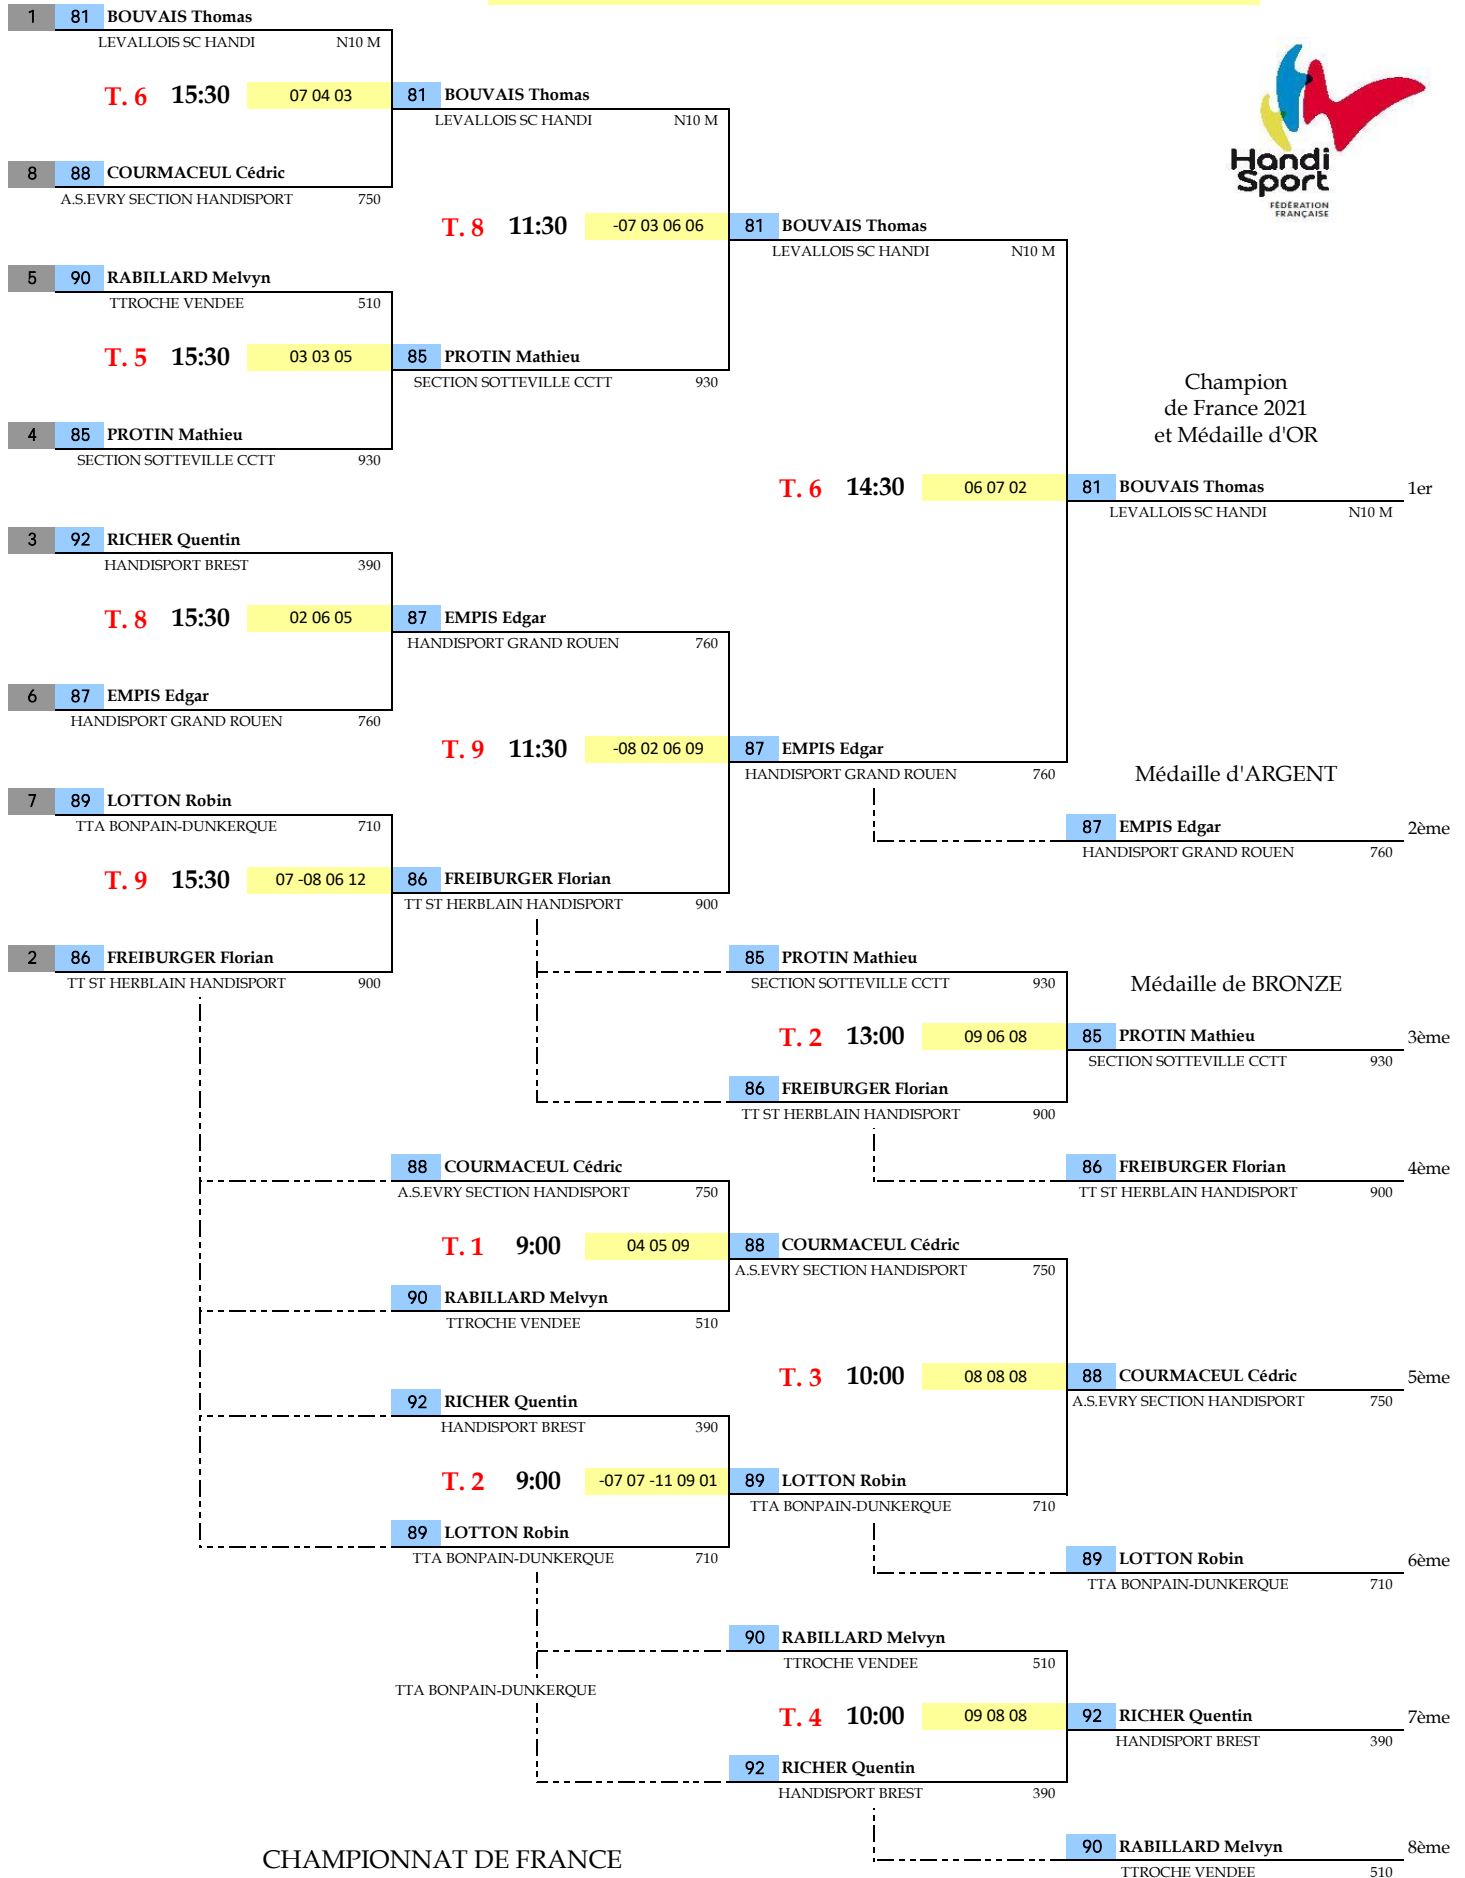 1 81 BOUVAIS Thomas
LEVALLOIS SC HANDI N10 M
T. 6 15:30 07 04 03 81 BOUVAIS Thomas
LEVALLOIS SC HANDI N10 M
Handi
Sport
FÉDÉRATION
FRANÇAISE
8 88 COURMACEUL Cédric
A.S.EVRY SECTION HANDISPORT 750
T. 8 11:30 -07 03 06 06 81 BOUVAIS Thomas
LEVALLOIS SC HANDI N10 M
5 90 RABILLARD Melvyn
TTROCHE VENDEE 510
T. 5 15:30 03 03 05 85 PROTIN Mathieu
SECTION SOTTEVILLE CCTT 930
Champion
de France 2021
et Médaille d'OR
4 85 PROTIN Mathieu
SECTION SOTTEVILLE CCTT 930
T. 6 14:30 06 07 02 81 BOUVAIS Thomas 1er
LEVALLOIS SC HANDI N10 M
3 92 RICHER Quentin
HANDISPORT BREST 390
T. 8 15:30 02 06 05 87 EMPIS Edgar
HANDISPORT GRAND ROUEN 760
6 87 EMPIS Edgar
HANDISPORT GRAND ROUEN 760
T. 9 11:30 -08 02 06 09 87 EMPIS Edgar
HANDISPORT GRAND ROUEN 760
Médaille d'ARGENT
7 89 LOTTON Robin
TTA BONPAIN-DUNKERQUE 710
87 EMPIS Edgar 2ème
HANDISPORT GRAND ROUEN 760
T. 9 15:30 07 -08 06 12 86 FREIBURGER Florian
TT ST HERBLAIN HANDISPORT 900
2 86 FREIBURGER Florian
TT ST HERBLAIN HANDISPORT 900
85 PROTIN Mathieu
SECTION SOTTEVILLE CCTT 930
Médaille de BRONZE
T. 2 13:00 09 06 08 85 PROTIN Mathieu 3ème
SECTION SOTTEVILLE CCTT 930
86 FREIBURGER Florian
TT ST HERBLAIN HANDISPORT 900
88 COURMACEUL Cédric
A.S.EVRY SECTION HANDISPORT 750
86 FREIBURGER Florian 4ème
TT ST HERBLAIN HANDISPORT 900
T. 1 9:00 04 05 09 88 COURMACEUL Cédric
A.S.EVRY SECTION HANDISPORT 750
90 RABILLARD Melvyn
TTROCHE VENDEE 510
T. 3 10:00 08 08 08 88 COURMACEUL Cédric 5ème
A.S.EVRY SECTION HANDISPORT 750
92 RICHER Quentin
HANDISPORT BREST 390
T. 2 9:00 -07 07 -11 09 01 89 LOTTON Robin
TTA BONPAIN-DUNKERQUE 710
89 LOTTON Robin
TTA BONPAIN-DUNKERQUE 710
89 LOTTON Robin 6ème
TTA BONPAIN-DUNKERQUE 710
90 RABILLARD Melvyn
TTROCHE VENDEE 510
TTA BONPAIN-DUNKERQUE
T. 4 10:00 09 08 08 92 RICHER Quentin 7ème
HANDISPORT BREST 390
92 RICHER Quentin
HANDISPORT BREST 390
90 RABILLARD Melvyn 8ème
TTROCHE VENDEE 510
CHAMPIONNAT DE FRANCE